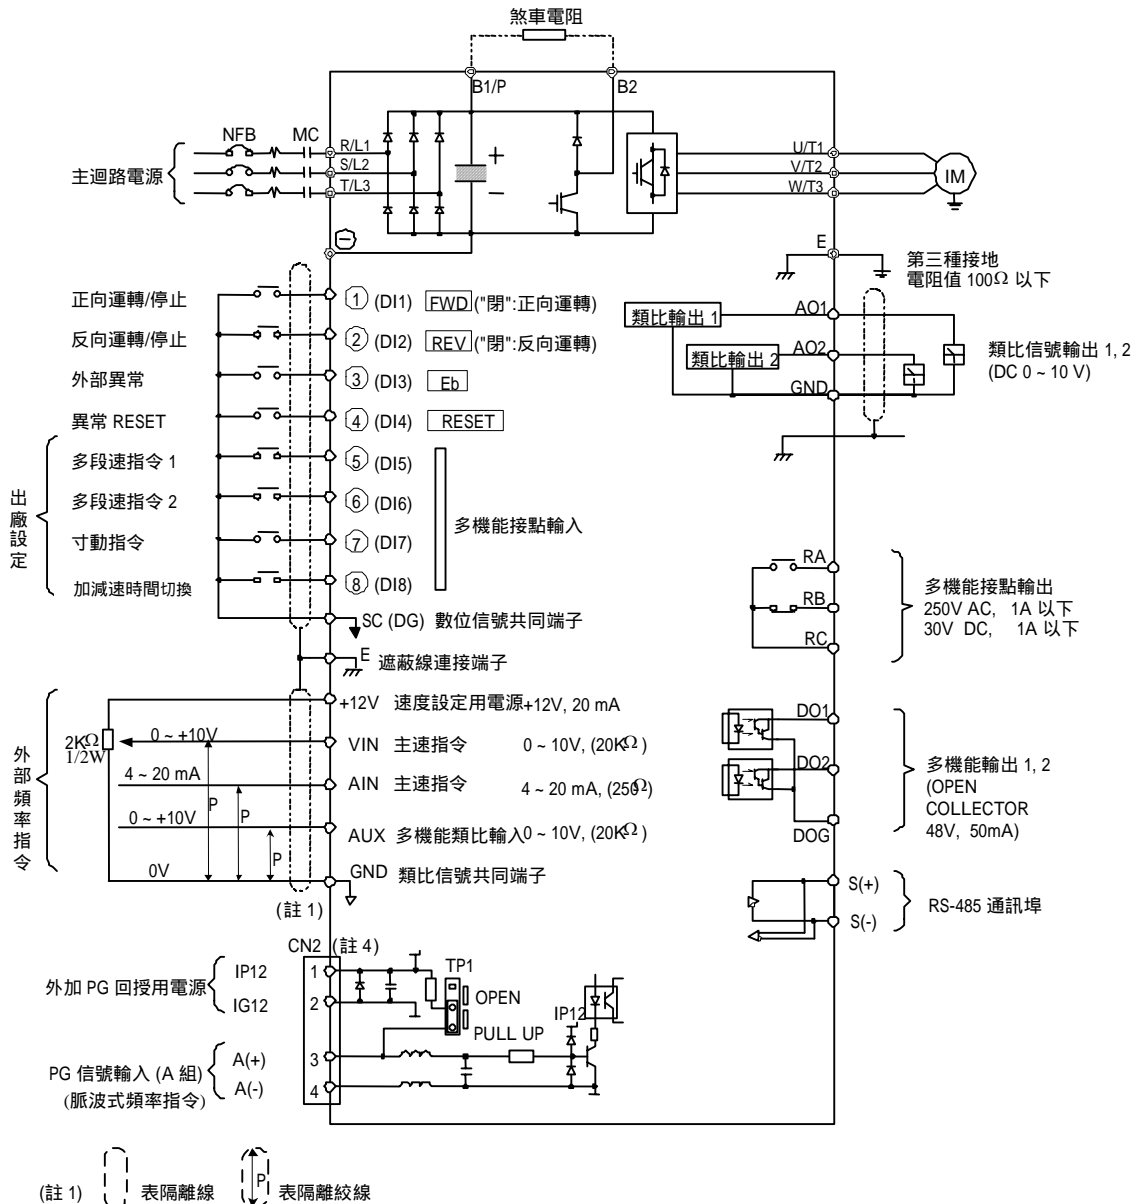 煞車電阻
B1/P
B2
NFB
MC
R/L1
S/L2
T/L3
主迴路電源
+
−
U/T1
V/T2
W/T3
IM
−
E
第三種接地
電阻值 100Ω 以下
正向運轉/停止
1 (DI1) FWD ("閉":正向運轉)
反向運轉/停止
2 (DI2) REV ("閉":反向運轉)
外部異常
3 (DI3) Eb
異常 RESET
4 (DI4) RESET
出廠設定
多段速指令 1
5 (DI5)
多段速指令 2
6 (DI6)
寸動指令
7 (DI7)
加減速時間切換
8 (DI8)
多機能接點輸入
SC (DG) 數位信號共同端子
E 遮蔽線連接端子
類比輸出 1
AO1
類比輸出 2
AO2
GND
類比信號輸出 1, 2
(DC 0 ~ 10 V)
RA
RB
RC
多機能接點輸出
250V AC, 1A 以下
30V DC, 1A 以下
外部頻率指令
2KΩ
1/2W
+12V 速度設定用電源+12V, 20 mA
0 ~ +10V
VIN 主速指令 0 ~ 10V, (20KΩ)
4 ~ 20 mA
AIN 主速指令 4 ~ 20 mA, (250Ω)
0 ~ +10V
AUX 多機能類比輸入 0 ~ 10V, (20KΩ)
P
P
P
0V
GND 類比信號共同端子
(註 1)
DO1
DO2
DOG
多機能輸出 1, 2
(OPEN
COLLECTOR
48V, 50mA)
S(+)
S(-)
RS-485 通訊埠
CN2 (註 4)
外加 PG 回授用電源
IP12
IG12
1
2
3
4
TP1
OPEN
PULL UP
IP12
PG 信號輸入 (A 組)
(脈波式頻率指令)
A(+)
A(-)
(註 1) 表隔離線 P 表隔離絞線